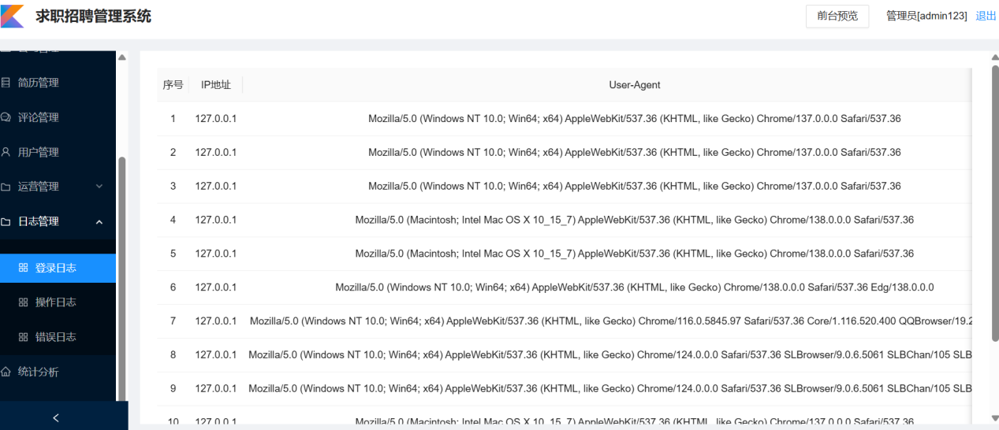 求职招聘管理系统
前台预览 管理员[admin123] 退出
简历管理
评论管理
用户管理
运营管理
日志管理
登录日志
操作日志
错误日志
统计分析
序号 IP地址 User-Agent
1 127.0.0.1 Mozilla/5.0 (Windows NT 10.0; Win64; x64) AppleWebKit/537.36 (KHTML, like Gecko) Chrome/137.0.0.0 Safari/537.36
2 127.0.0.1 Mozilla/5.0 (Windows NT 10.0; Win64; x64) AppleWebKit/537.36 (KHTML, like Gecko) Chrome/137.0.0.0 Safari/537.36
3 127.0.0.1 Mozilla/5.0 (Windows NT 10.0; Win64; x64) AppleWebKit/537.36 (KHTML, like Gecko) Chrome/137.0.0.0 Safari/537.36
4 127.0.0.1 Mozilla/5.0 (Macintosh; Intel Mac OS X 10_15_7) AppleWebKit/537.36 (KHTML, like Gecko) Chrome/138.0.0.0 Safari/537.36
5 127.0.0.1 Mozilla/5.0 (Macintosh; Intel Mac OS X 10_15_7) AppleWebKit/537.36 (KHTML, like Gecko) Chrome/138.0.0.0 Safari/537.36
6 127.0.0.1 Mozilla/5.0 (Windows NT 10.0; Win64; x64) AppleWebKit/537.36 (KHTML, like Gecko) Chrome/138.0.0.0 Safari/537.36 Edg/138.0.0.0
7 127.0.0.1 Mozilla/5.0 (Windows NT 10.0; Win64; x64) AppleWebKit/537.36 (KHTML, like Gecko) Chrome/116.0.5845.97 Safari/537.36 Core/1.116.520.400 QQBrowser/19.2
8 127.0.0.1 Mozilla/5.0 (Windows NT 10.0; Win64; x64) AppleWebKit/537.36 (KHTML, like Gecko) Chrome/124.0.0.0 Safari/537.36 SLBrowser/9.0.6.5061 SLBChan/105 SLB
9 127.0.0.1 Mozilla/5.0 (Windows NT 10.0; Win64; x64) AppleWebKit/537.36 (KHTML, like Gecko) Chrome/124.0.0.0 Safari/537.36 SLBrowser/9.0.6.5061 SLBChan/105 SLB
10 127.0.0.1 Mozilla/5.0 (Macintosh; Intel Mac OS X 10_15_7) AppleWebKit/537.36 (KHTML, like Gecko) Chrome/137.0.0.0 Safari/537.36